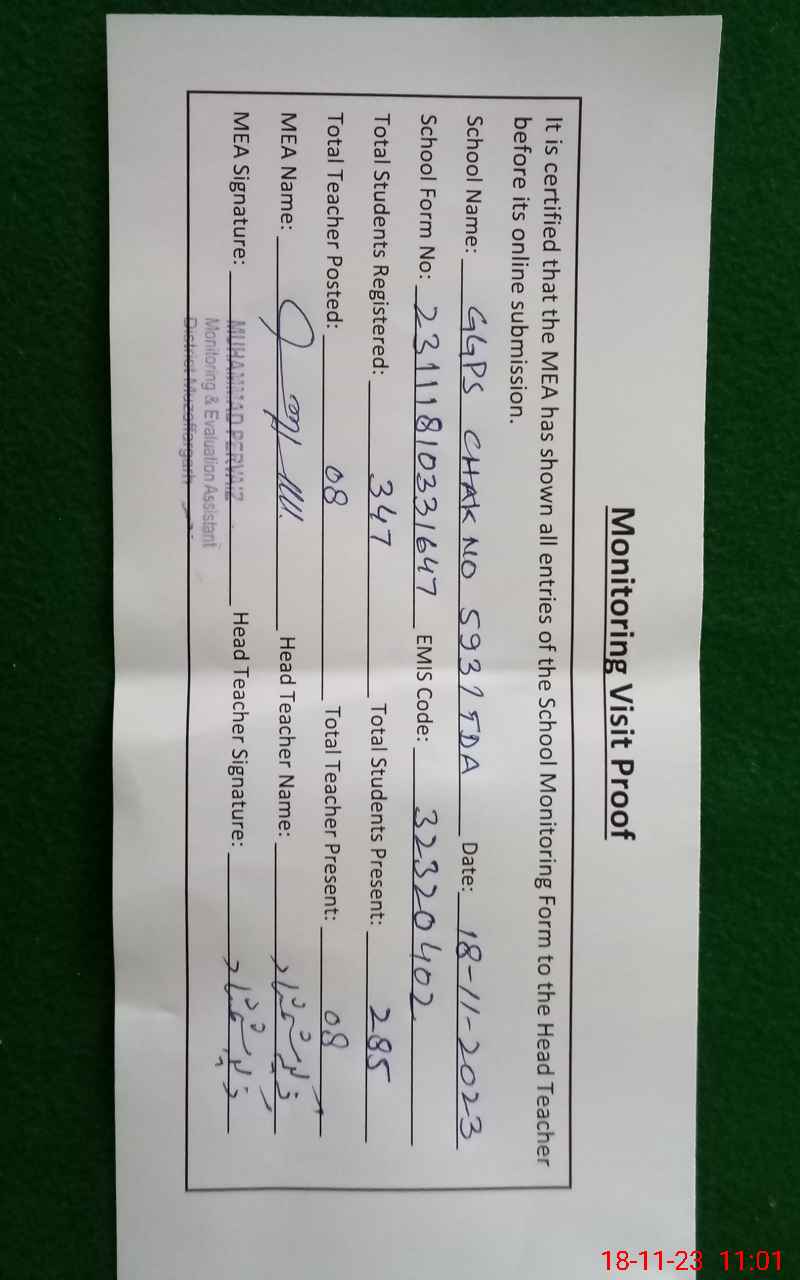 Monitoring Visit Proof
It is certified that the MEA has shown all entries of the School Monitoring Form to the Head Teacher
before its online submission.
School Name: GGPS CHAK NO 593/TDA Date: 18-11-2023
School Form No: 2311181033 1647 EMIS Code: 32320402
Total Students Registered: 347 Total Students Present: 285
Total Teacher Posted: 08 Total Teacher Present: 08
MEA Name: Head Teacher Name:
MEA Signature: Head Teacher Signature:
MUHAMMAD PERVAIZ
Monitoring & Evaluation Assistant
District Muzaffargarh
18-11-23 11:01